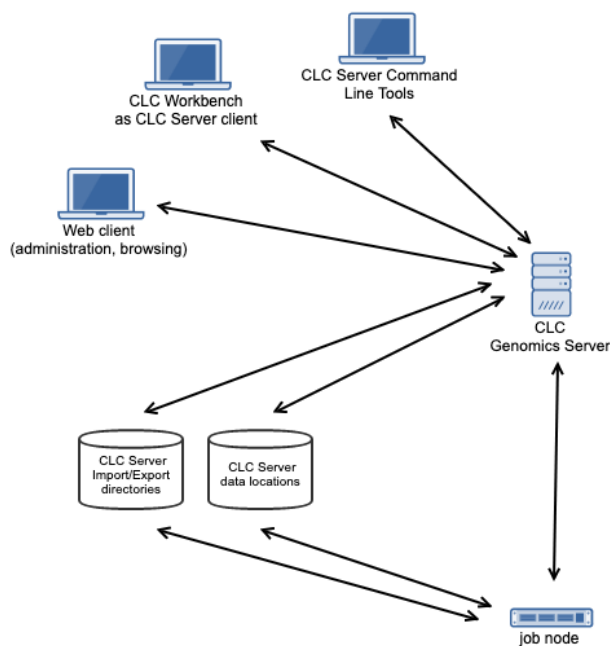 CLC Server Command
Line Tools
CLC Workbench
as CLC Server client
Web client
(administration, browsing)
CLC
Genomics Server
CLC Server
Import/Export
directories
CLC Server
data locations
job node